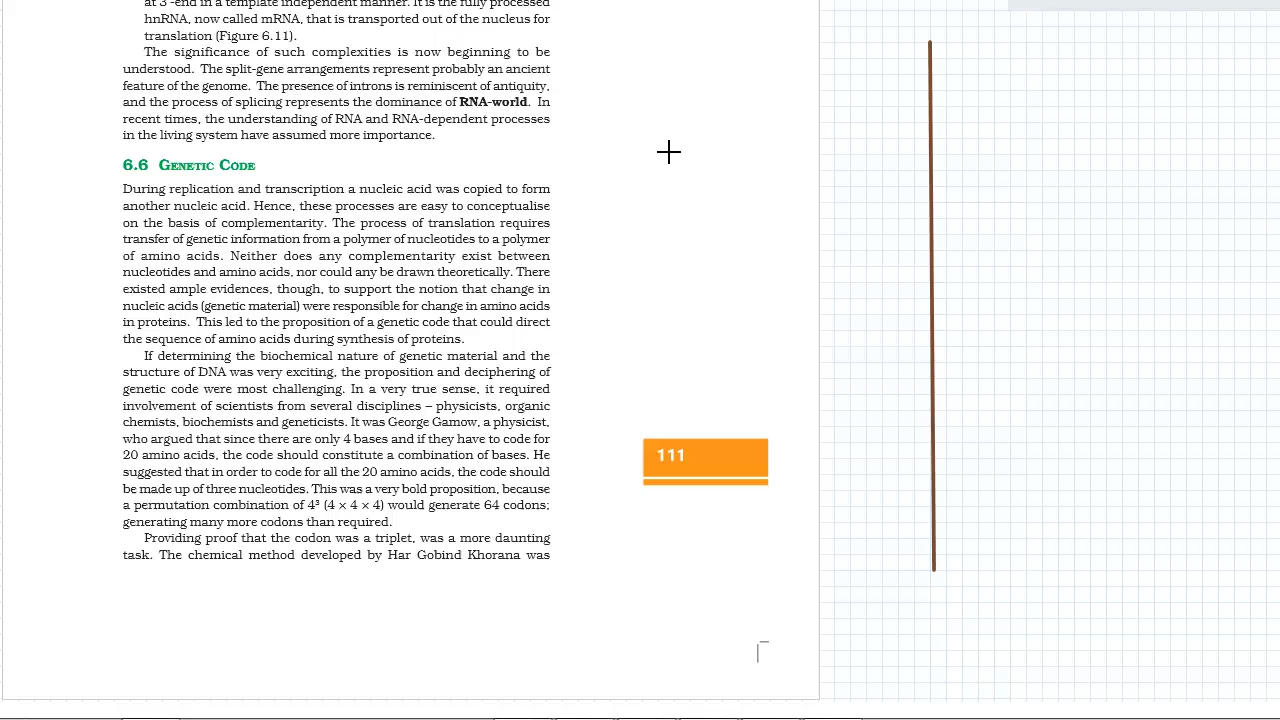 at 3'-end in a template independent manner. It is the fully processed
hnRNA, now called mRNA, that is transported out of the nucleus for
translation (Figure 6.11).
The significance of such complexities is now beginning to be
understood. The split-gene arrangements represent probably an ancient
feature of the genome. The presence of introns is reminiscent of antiquity,
and the process of splicing represents the dominance of RNA-world. In
recent times, the understanding of RNA and RNA-dependent processes
in the living system have assumed more importance.
6.6 GENETIC CODE
During replication and transcription a nucleic acid was copied to form
another nucleic acid. Hence, these processes are easy to conceptualise
on the basis of complementarity. The process of translation requires
transfer of genetic information from a polymer of nucleotides to a polymer
of amino acids. Neither does any complementarity exist between
nucleotides and amino acids, nor could any be drawn theoretically. There
existed ample evidences, though, to support the notion that change in
nucleic acids (genetic material) were responsible for change in amino acids
in proteins. This led to the proposition of a genetic code that could direct
the sequence of amino acids during synthesis of proteins.
If determining the biochemical nature of genetic material and the
structure of DNA was very exciting, the proposition and deciphering of
genetic code were most challenging. In a very true sense, it required
involvement of scientists from several disciplines – physicists, organic
chemists, biochemists and geneticists. It was George Gamow, a physicist,
who argued that since there are only 4 bases and if they have to code for
20 amino acids, the code should constitute a combination of bases. He
suggested that in order to code for all the 20 amino acids, the code should
be made up of three nucleotides. This was a very bold proposition, because
a permutation combination of 4³ (4 × 4 × 4) would generate 64 codons;
generating many more codons than required.
Providing proof that the codon was a triplet, was a more daunting
task. The chemical method developed by Har Gobind Khorana was
111